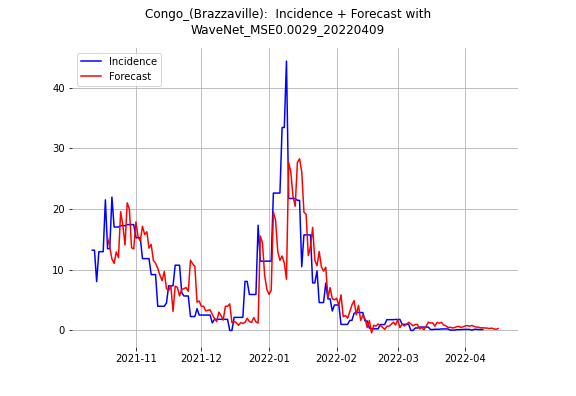 Congo_(Brazzaville):  Incidence + Forecast with
WaveNet_MSE0.0029_20220409
Incidence
Forecast
40
30
20
10
0
2021-11
2021-12
2022-01
2022-02
2022-03
2022-04